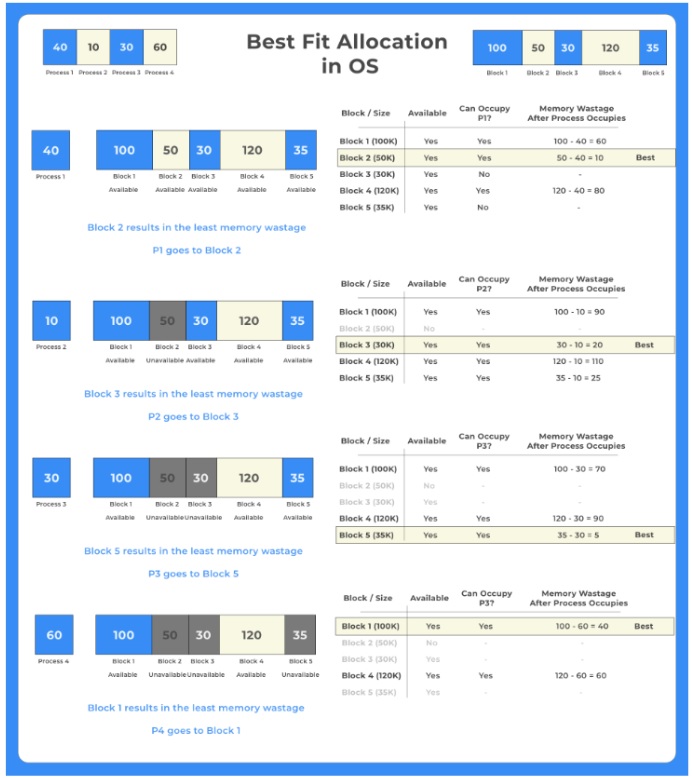 40 10 30 60
Process 1 Process 2 Process 3 Process 4
Best Fit Allocation
in OS
100 50 30 120 35
Block 1 Block 2 Block 3 Block 4 Block 5
40
Process 1
100 50 30 120 35
Block 1 Block 2 Block 3 Block 4 Block 5
Available Available Available Available Available
Block 2 results in the least memory wastage
P1 goes to Block 2
Block / Size Available Can Occupy P1? Memory Wastage After Process Occupies
Block 1 (100K) Yes Yes 100 - 40 = 60
Block 2 (50K) Yes Yes 50 - 40 = 10 Best
Block 3 (30K) Yes No -
Block 4 (120K) Yes Yes 120 - 40 = 80
Block 5 (35K) Yes No -
10
Process 2
100 50 30 120 35
Block 1 Block 2 Block 3 Block 4 Block 5
Available Unavailable Available Available Available
Block 3 results in the least memory wastage
P2 goes to Block 3
Block / Size Available Can Occupy P2? Memory Wastage After Process Occupies
Block 1 (100K) Yes Yes 100 - 10 = 90
Block 2 (50K) No - -
Block 3 (30K) Yes Yes 30 - 10 = 20 Best
Block 4 (120K) Yes Yes 120 - 10 = 110
Block 5 (35K) Yes Yes 35 - 10 = 25
30
Process 3
100 50 30 120 35
Block 1 Block 2 Block 3 Block 4 Block 5
Available Unavailable Unavailable Available Available
Block 5 results in the least memory wastage
P3 goes to Block 5
Block / Size Available Can Occupy P3? Memory Wastage After Process Occupies
Block 1 (100K) Yes Yes 100 - 30 = 70
Block 2 (50K) No - -
Block 3 (30K) Yes - -
Block 4 (120K) Yes Yes 120 - 30 = 90
Block 5 (35K) Yes Yes 35 - 30 = 5 Best
60
Process 4
100 50 30 120 35
Block 1 Block 2 Block 3 Block 4 Block 5
Available Unavailable Unavailable Available Unavailable
Block 1 results in the least memory wastage
P4 goes to Block 1
Block / Size Available Can Occupy P3? Memory Wastage After Process Occupies
Block 1 (100K) Yes Yes 100 - 60 = 40 Best
Block 2 (50K) No - -
Block 3 (30K) Yes - -
Block 4 (120K) Yes Yes 120 - 60 = 60
Block 5 (35K) Yes - -